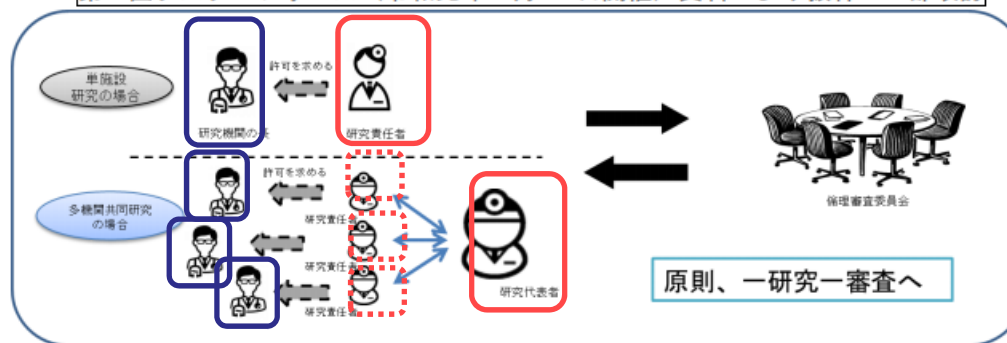 単施設
研究の場合
許可を求める
研究機関の長
研究責任者
多機関共同研究
の場合
許可を求める
研究責任者
研究責任者
研究責任者
研究代表者
倫理審査委員会
原則、一研究一審査へ